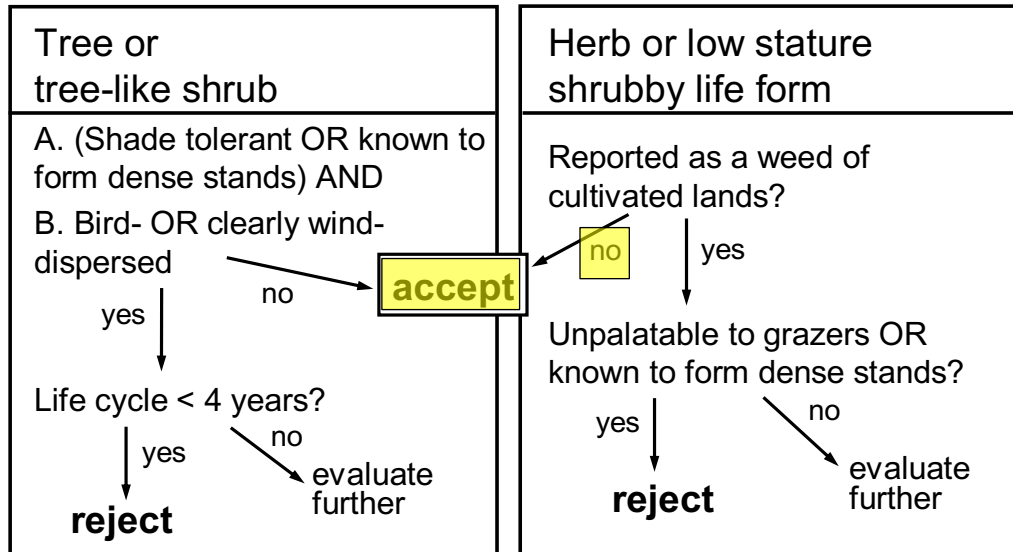 Tree or
tree-like shrub
A. (Shade tolerant OR known to
form dense stands) AND
B. Bird- OR clearly wind-
dispersed
no
yes
accept
Life cycle < 4 years?
yes
no
evaluate
further
reject
Herb or low stature
shrubby life form
Reported as a weed of
cultivated lands?
no
yes
Unpalatable to grazers OR
known to form dense stands?
yes
no
evaluate
further
reject